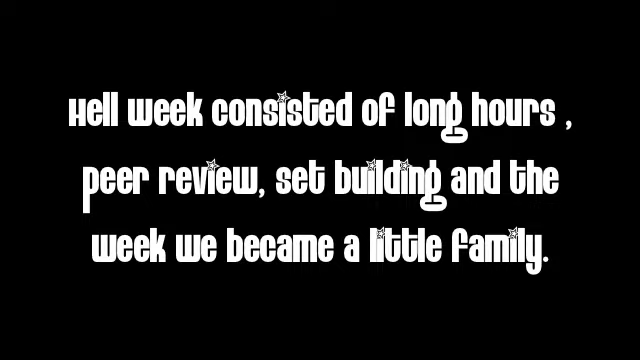 Hell week consisted of long hours ,
peer review, set building and the
week we became a little family.